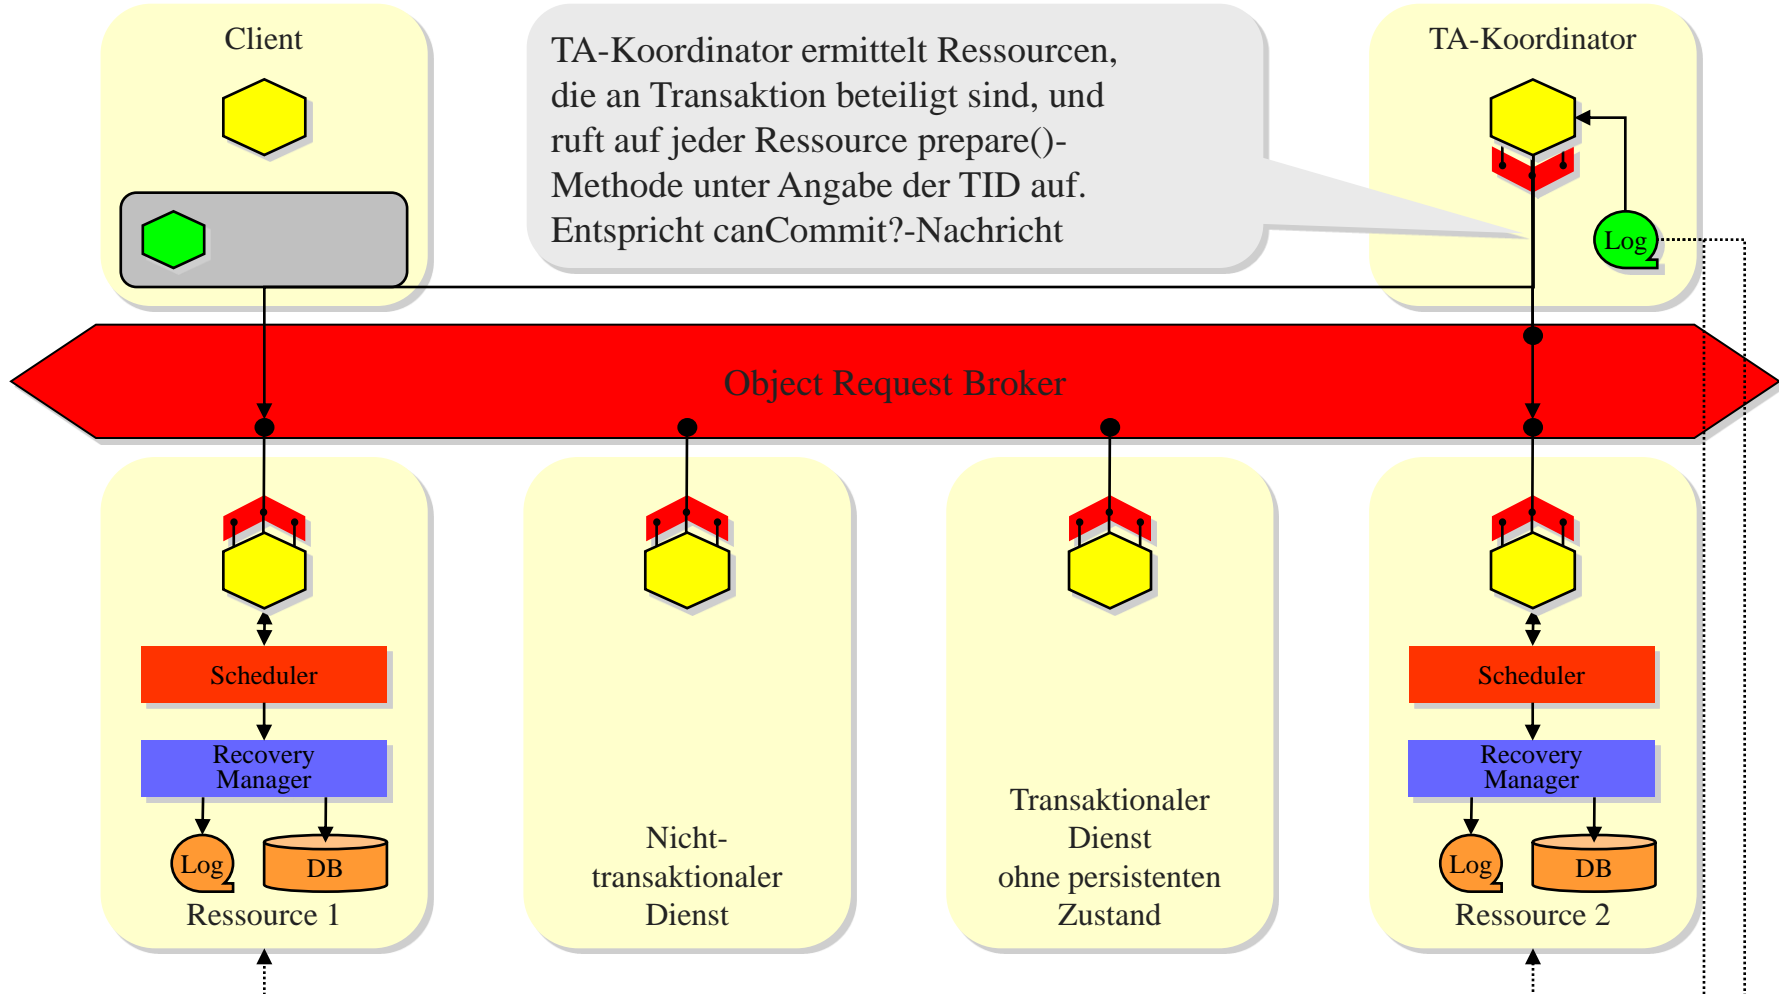 Client
TA-Koordinator ermittelt Ressourcen,
die an Transaktion beteiligt sind, und
ruft auf jeder Ressource prepare()-
Methode unter Angabe der TID auf.
Entspricht canCommit?-Nachricht
TA-Koordinator
Log
Object Request Broker
Scheduler
Recovery
Manager
Log
DB
Ressource 1
Nicht-
transaktionaler
Dienst
Transaktionaler
Dienst
ohne persistenten
Zustand
Scheduler
Recovery
Manager
Log
DB
Ressource 2